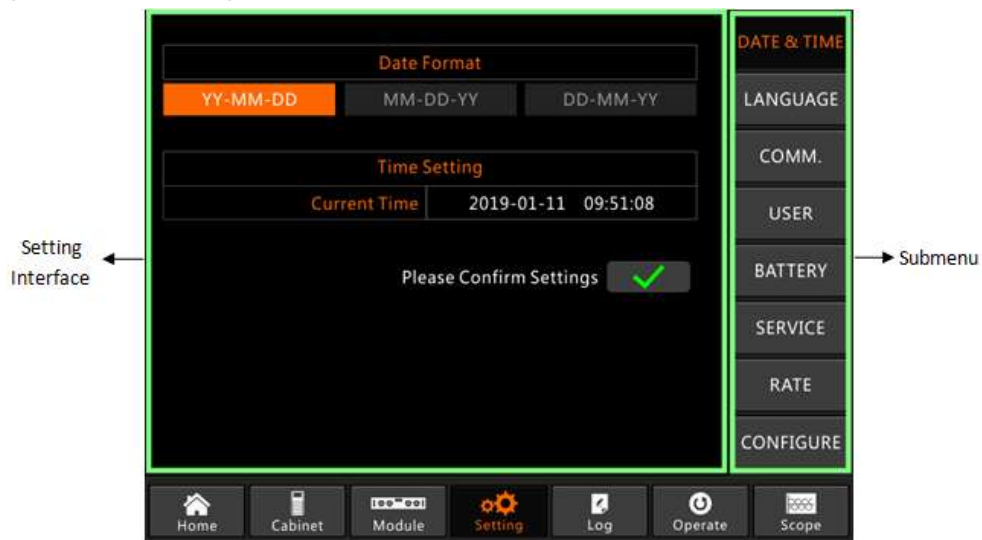 Date Format
YY-MM-DD MM-DD-YY DD-MM-YY
Time Setting
Current Time 2019-01-11 09:51:08
Please Confirm Settings
DATE & TIME
LANGUAGE
COMM.
USER
BATTERY
SERVICE
RATE
CONFIGURE
Setting
Interface
Submenu
Home Cabinet Module Setting Log Operate Scope